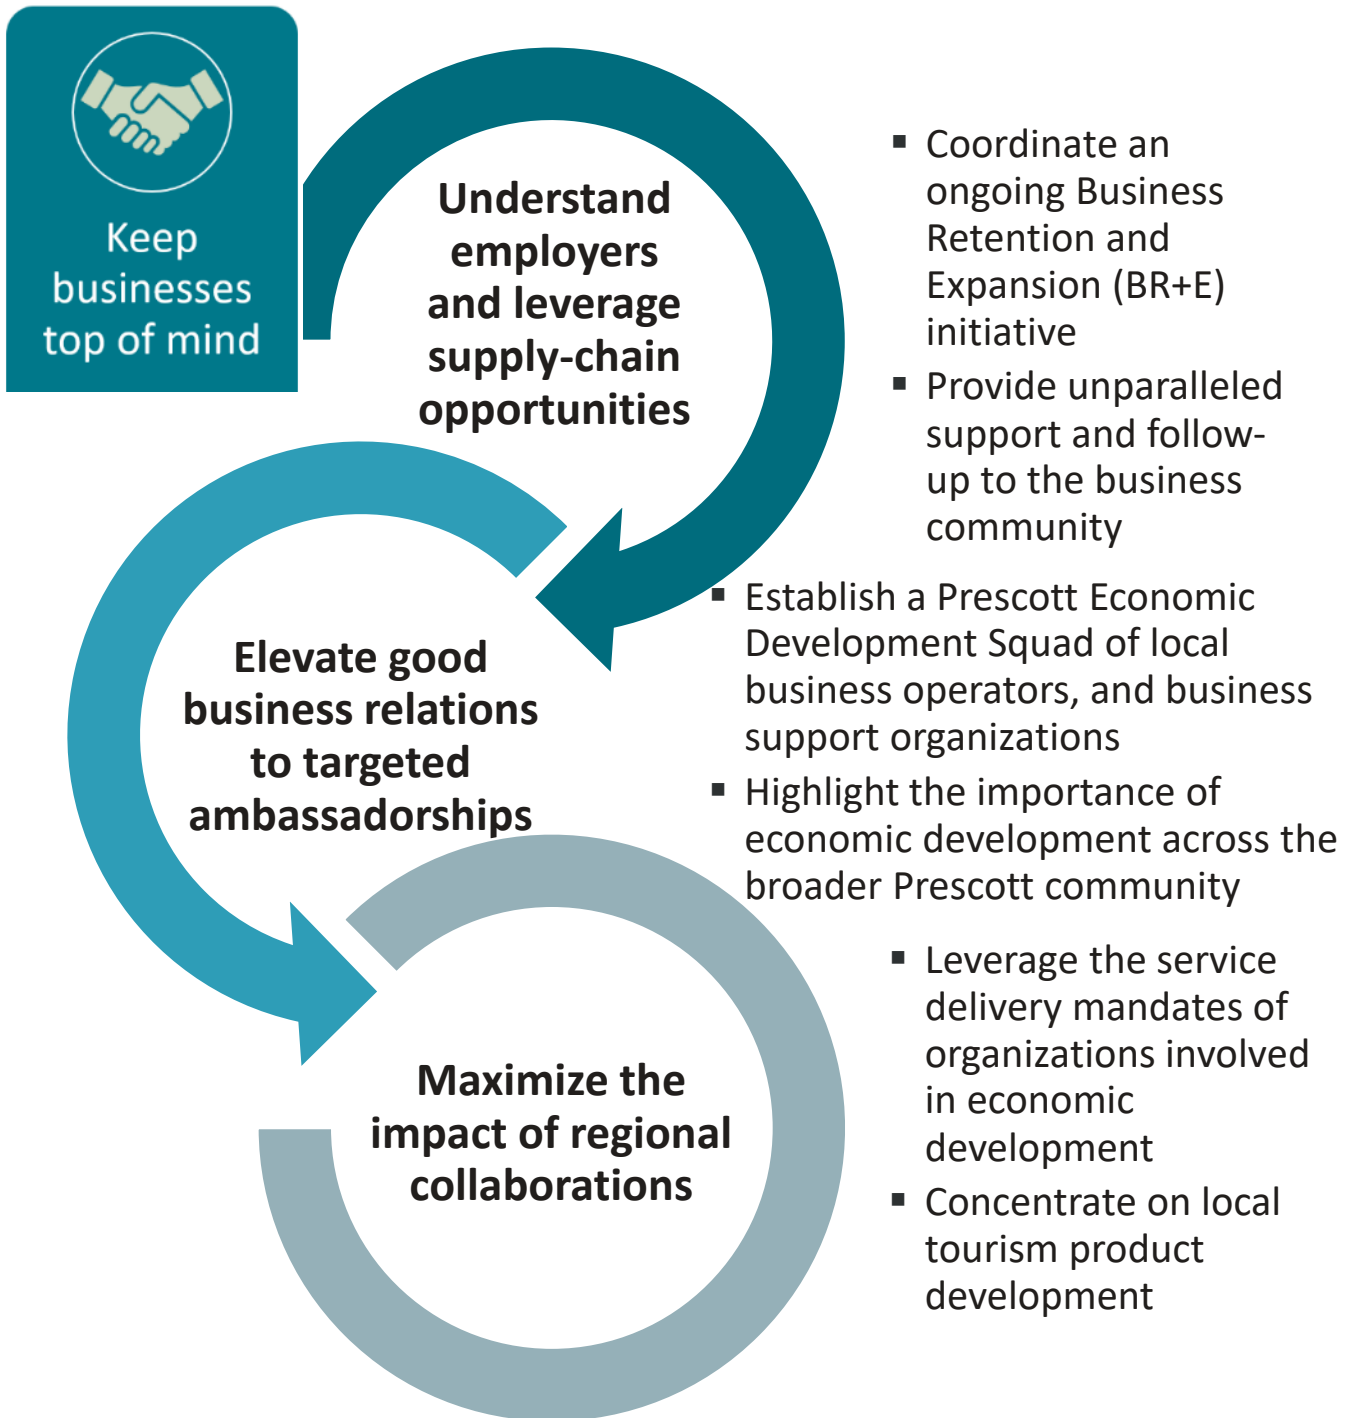 Keep
businesses
top of mind
Understand
employers
and leverage
supply-chain
opportunities
▪ Coordinate an
ongoing Business
Retention and
Expansion (BR+E)
initiative
▪ Provide unparalleled
support and follow-
up to the business
community
Elevate good
business relations
to targeted
ambassadorships
▪ Establish a Prescott Economic
Development Squad of local
business operators, and business
support organizations
▪ Highlight the importance of
economic development across the
broader Prescott community
Maximize the
impact of regional
collaborations
▪ Leverage the service
delivery mandates of
organizations involved
in economic
development
▪ Concentrate on local
tourism product
development